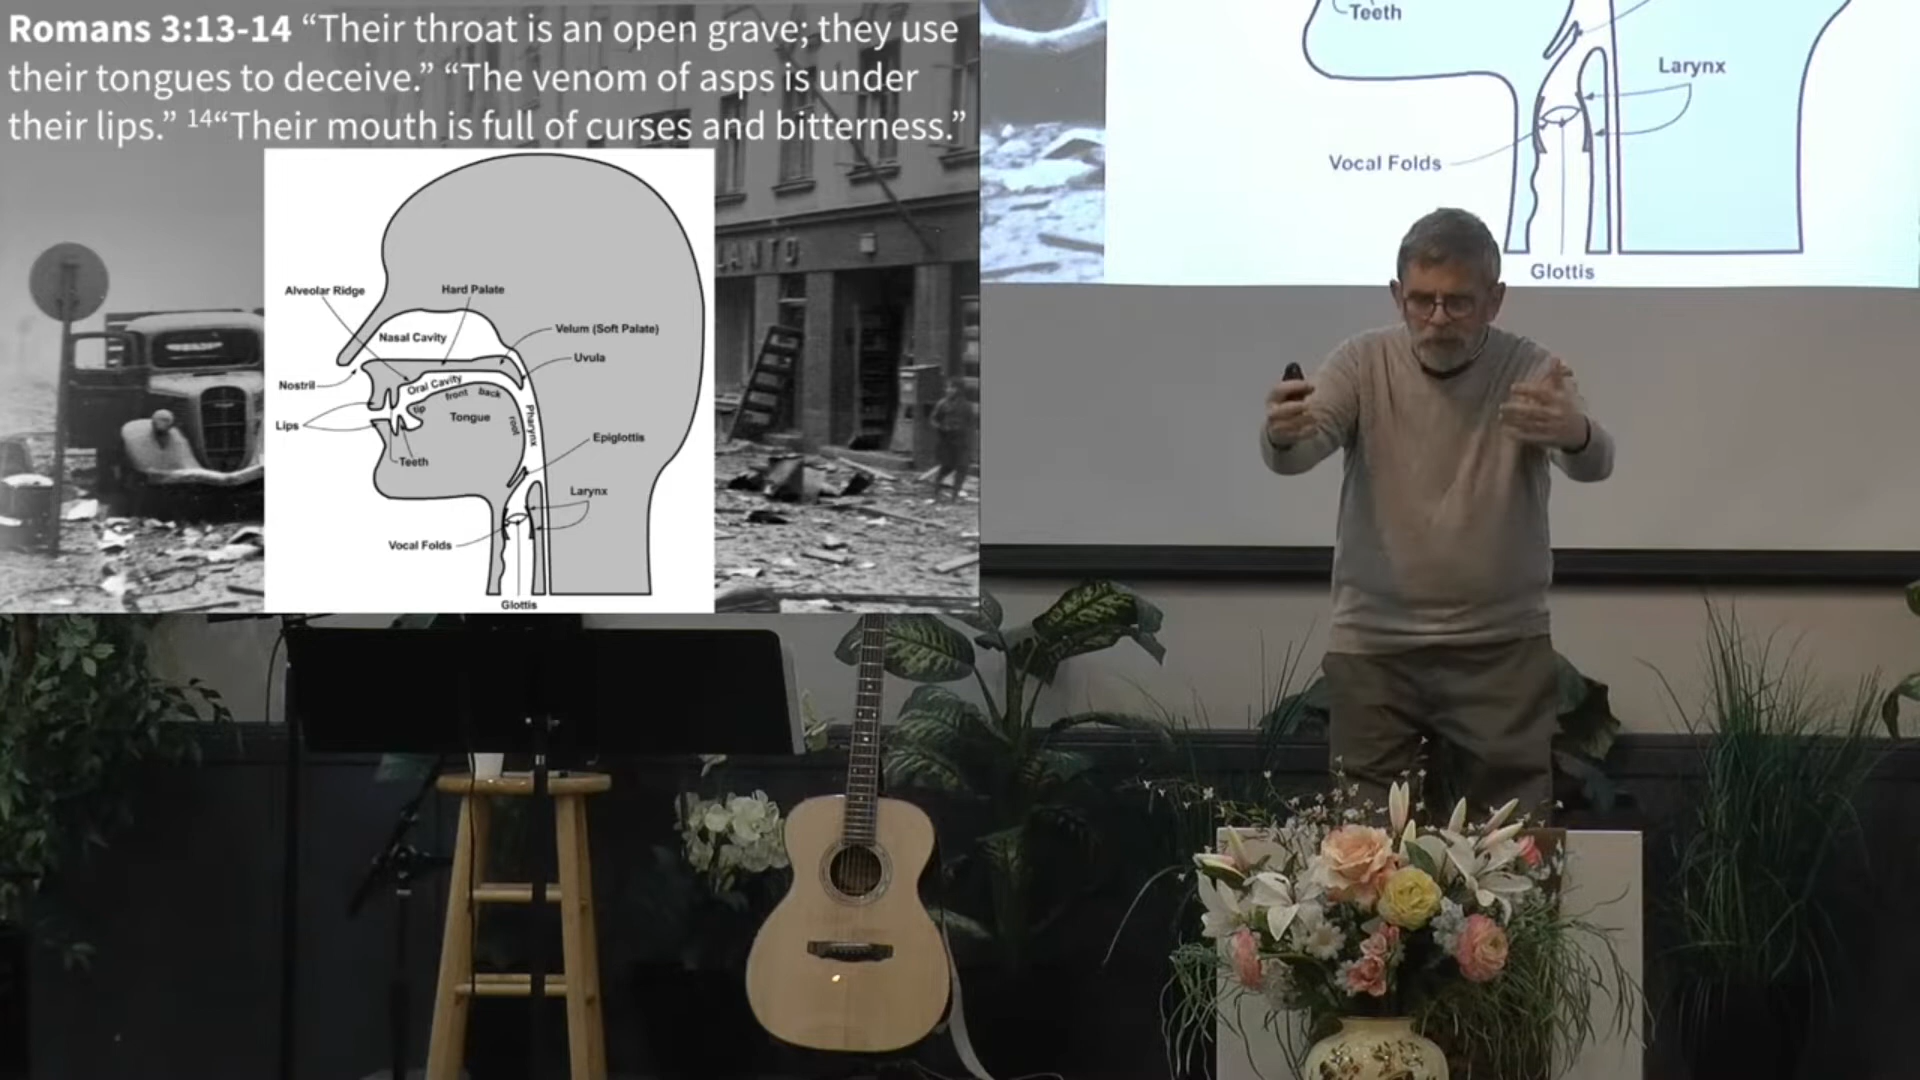 Romans 3:13-14 “Their throat is an open grave; they use
their tongues to deceive.” “The venom of asps is under
their lips.” 14“Their mouth is full of curses and bitterness.”
LANTO
Alveolar Ridge
Hard Palate
Nasal Cavity
Velum (Soft Palate)
Uvula
Nostril
Oral Cavity
front
back
tip
Lips
Tongue
root
Pharynx
Epiglottis
Teeth
Larynx
Vocal Folds
Glottis
Teeth
Larynx
Vocal Folds
Glottis